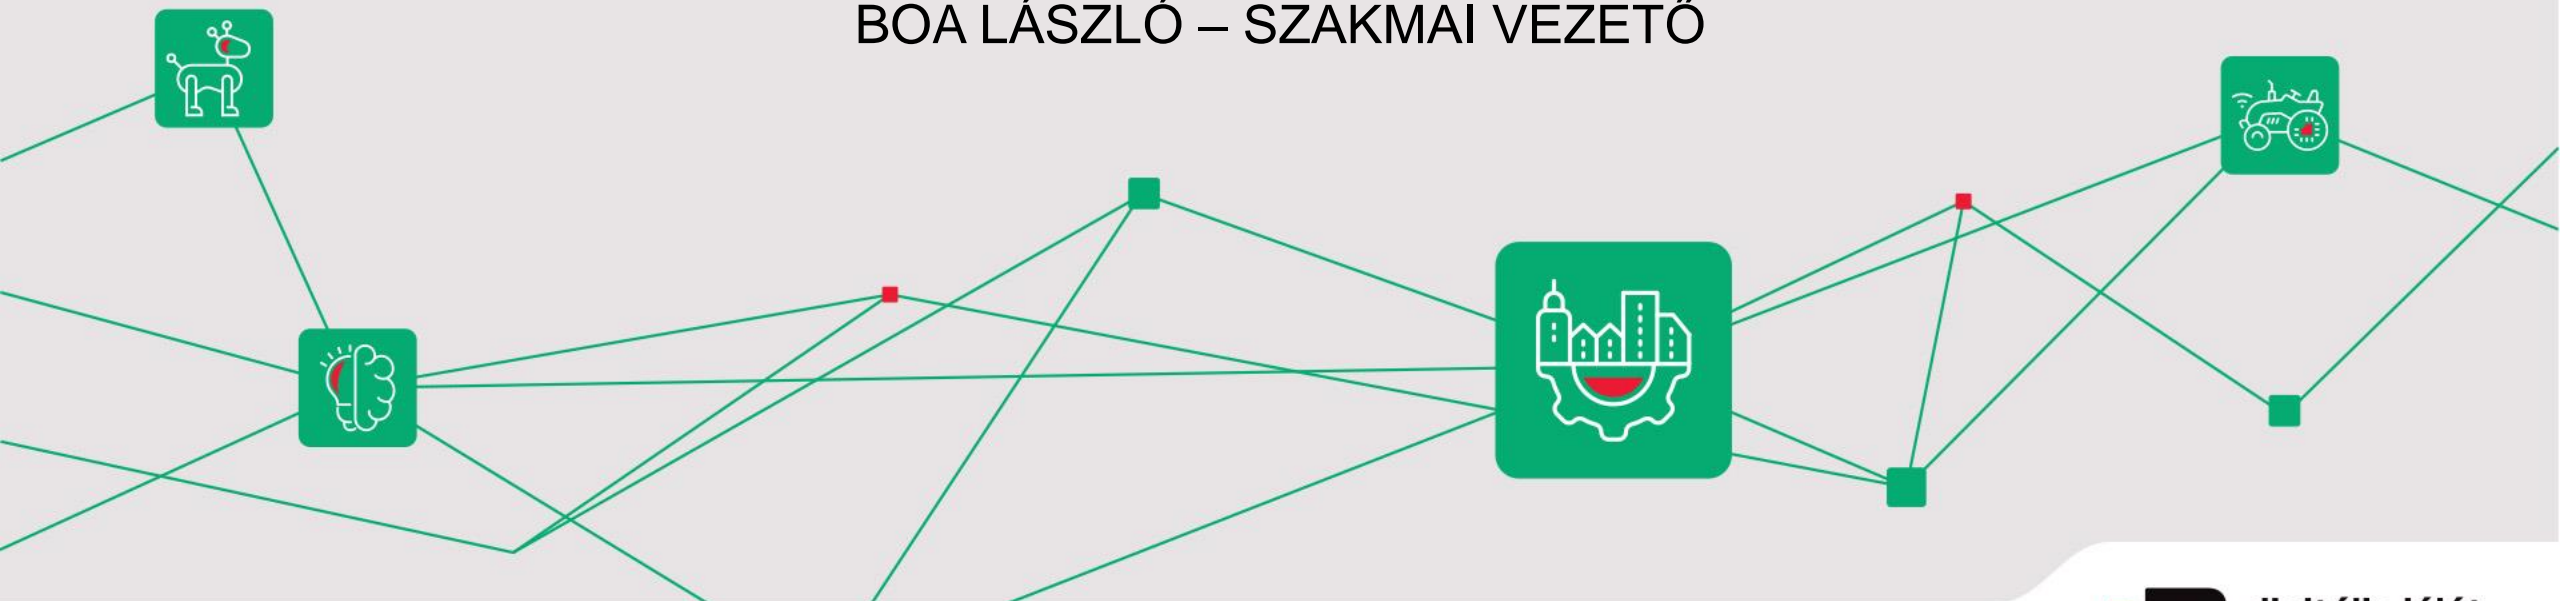 BOA LÁSZLÓ – SZAKMAI VEZETŐ